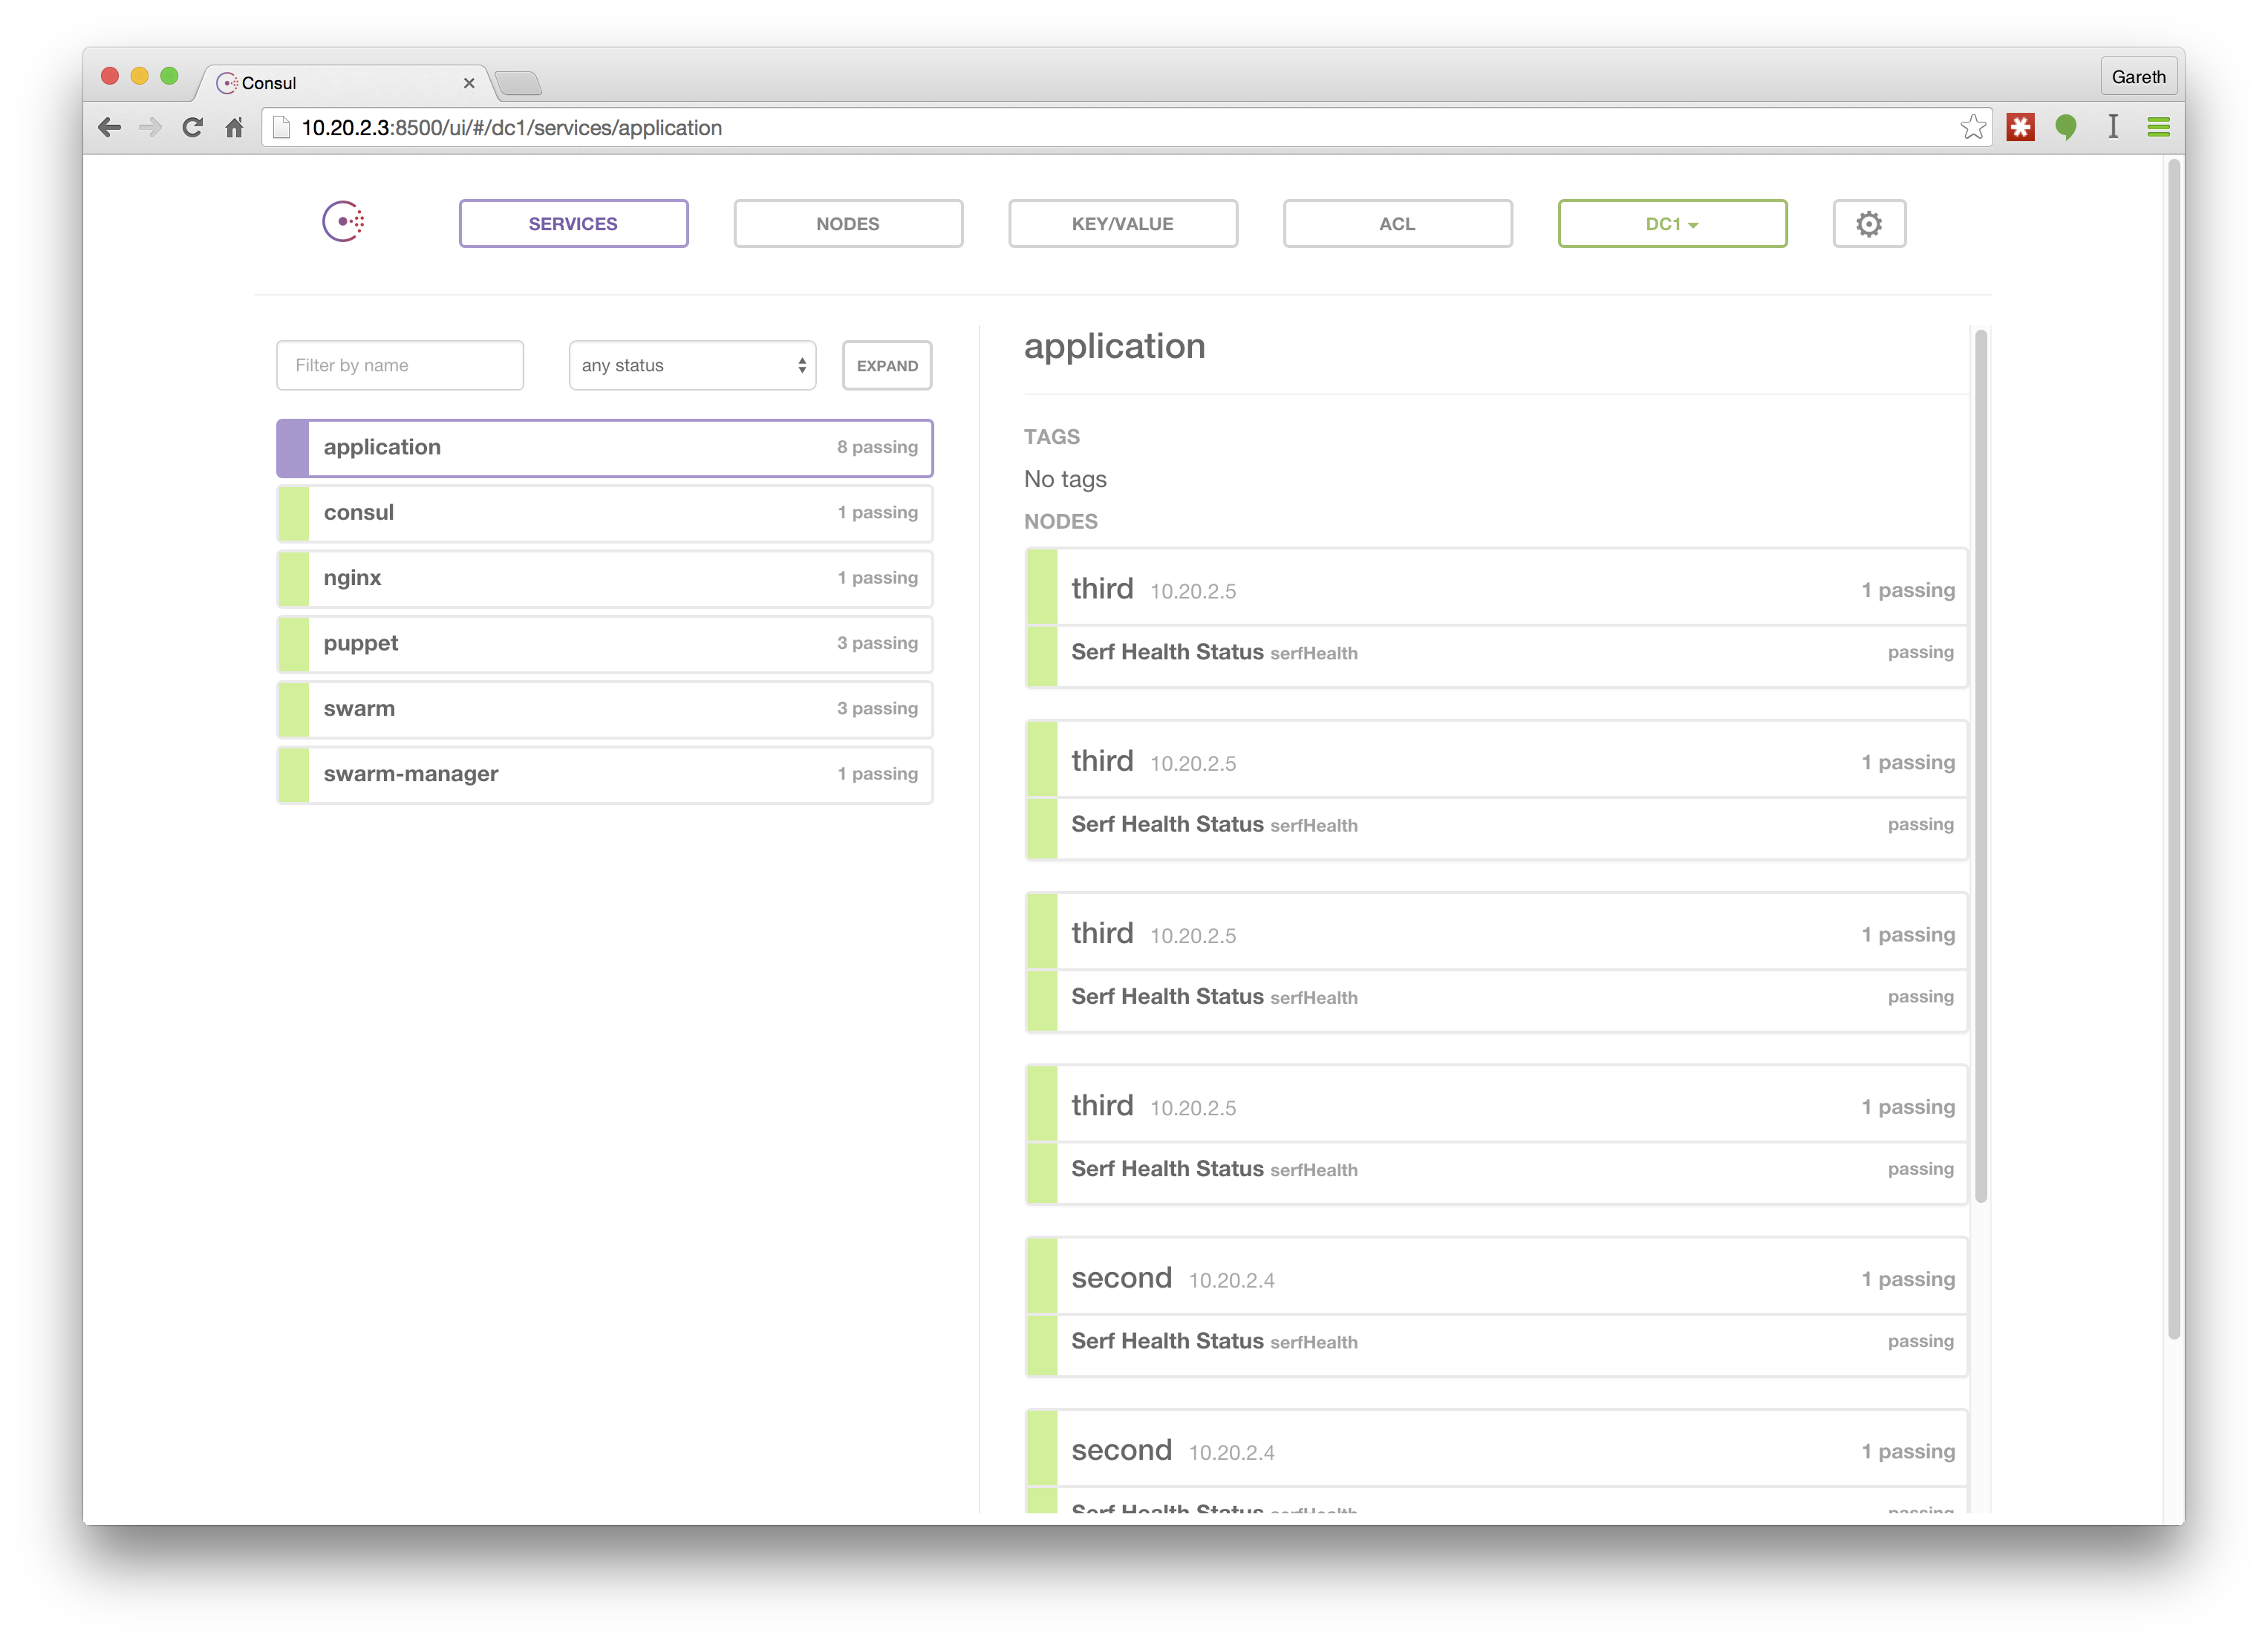 Consul
Gareth
10.20.2.3:8500/ui/#/dc1/services/application
SERVICES
NODES
KEY/VALUE
ACL
DC1
Filter by name
any status
EXPAND
application 8 passing
consul 1 passing
nginx 1 passing
puppet 3 passing
swarm 3 passing
swarm-manager 1 passing
application
TAGS
No tags
NODES
third 10.20.2.5 1 passing
Serf Health Status serfHealth passing
third 10.20.2.5 1 passing
Serf Health Status serfHealth passing
third 10.20.2.5 1 passing
Serf Health Status serfHealth passing
third 10.20.2.5 1 passing
Serf Health Status serfHealth passing
second 10.20.2.4 1 passing
Serf Health Status serfHealth passing
second 10.20.2.4 1 passing
Serf Health Status serfHealth passing